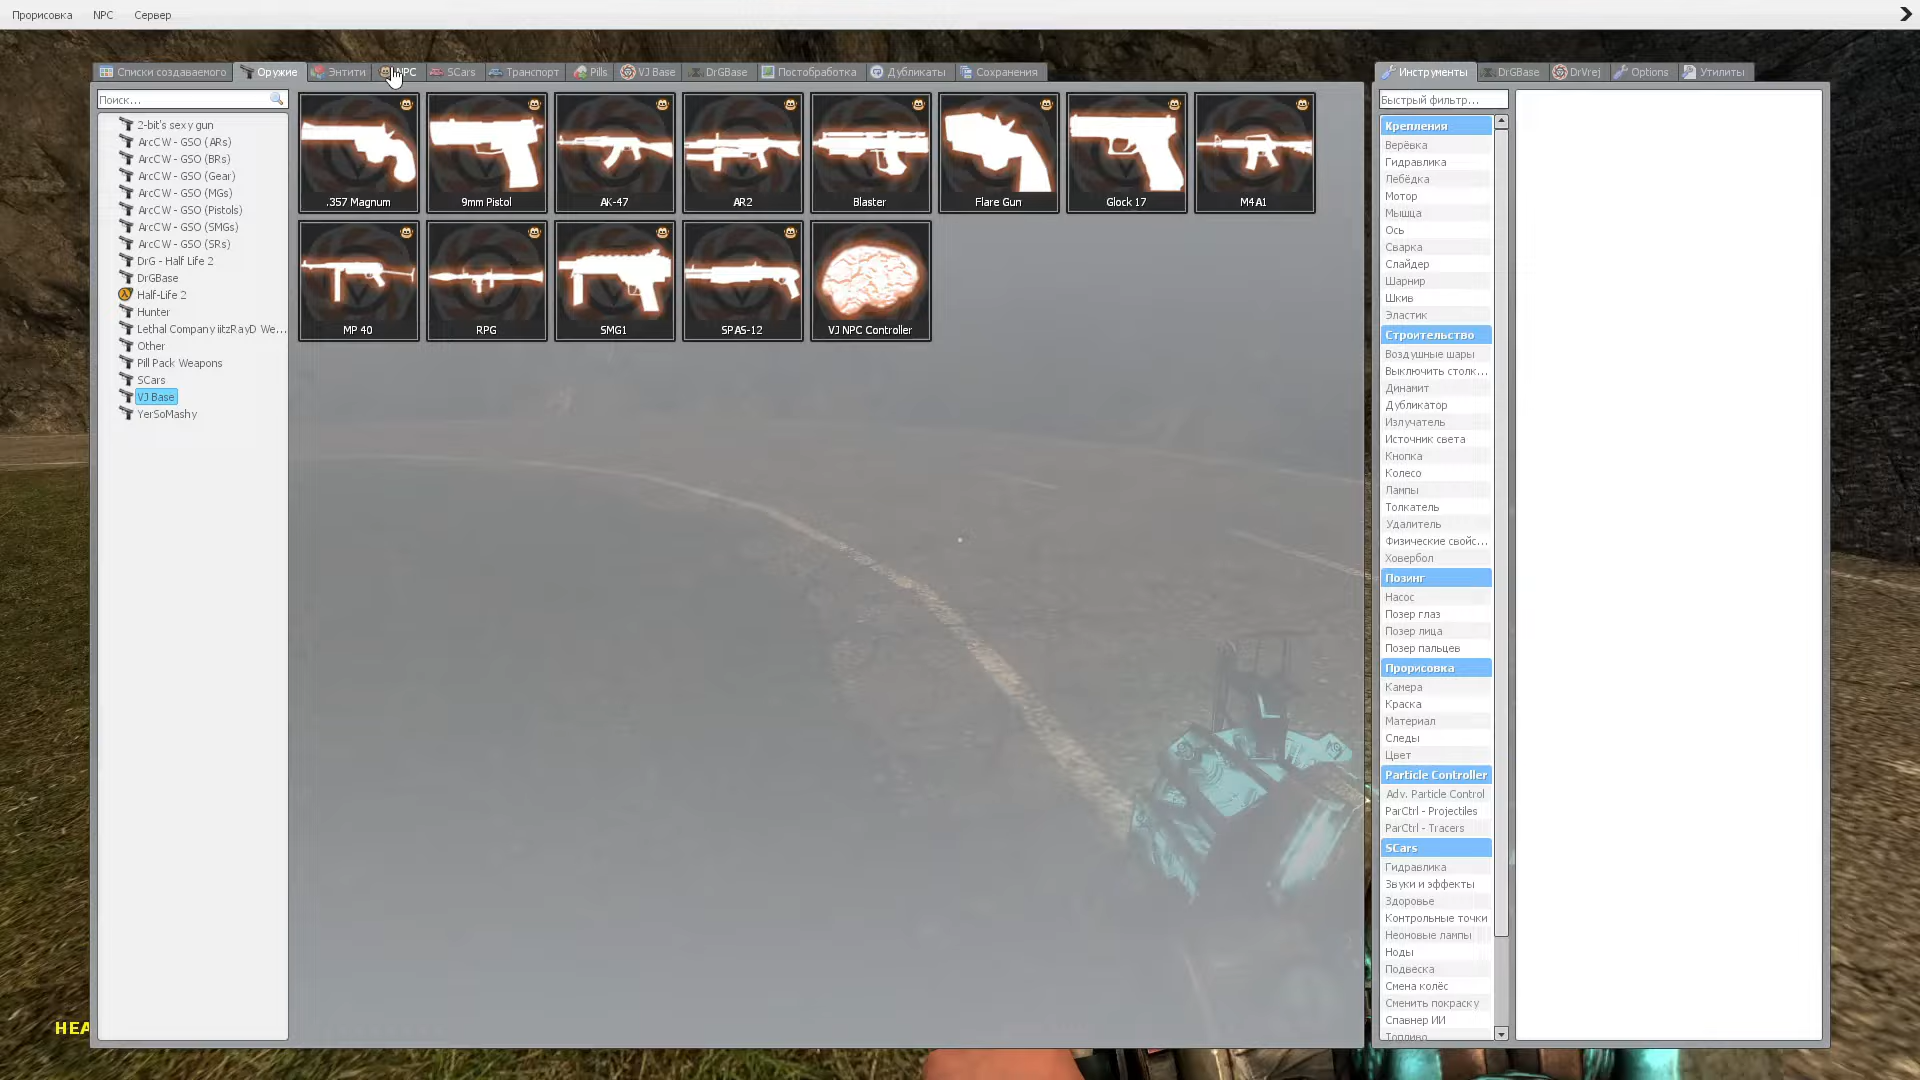 Прорисовка NPC Сервер
Списки создаваемого Оружие Энтити NPC SCars Транспорт Pills VJ Base DrGBase Постобработка Дубликаты Сохранения
Инструменты DrGBase DrVrej Options Утилиты
Поиск...
2-bit's sexy gun
ArcCW - GSO (ARs)
ArcCW - GSO (BRs)
ArcCW - GSO (Gear)
ArcCW - GSO (MGs)
ArcCW - GSO (Pistols)
ArcCW - GSO (SMGs)
ArcCW - GSO (SRs)
DrG - Half Life 2
DrGBase
Half-Life 2
Hunter
Lethal Company iitzRayD We...
Other
Pill Pack Weapons
SCars
VJ Base
YerSoMashy
.357 Magnum 9mm Pistol AK-47 AR2 Blaster Flare Gun Glock 17 M4A1
MP 40 RPG SMG1 SPAS-12 VJ NPC Controller
Быстрый фильтр...
Крепления
Верёвка
Гидравлика
Лебёдка
Мотор
Мышца
Ось
Сварка
Слайдер
Шарнир
Шкив
Эластик
Строительство
Воздушные шары
Выключить столк...
Динамит
Дубликатор
Излучатель
Источник света
Кнопка
Колесо
Лампы
Толкатель
Удалитель
Физические свойс...
Ховербол
Позинг
Насос
Позер глаз
Позер лица
Позер пальцев
Прорисовка
Камера
Краска
Материал
Следы
Цвет
Particle Controller
Adv. Particle Control
ParCtrl - Projectiles
ParCtrl - Tracers
SCars
Гидравлика
Звуки и эффекты
Здоровье
Контрольные точки
Неоновые лампы
Ноды
Подвеска
Смена колёс
Сменить покраску
Спавнер ИИ
Топливо
HEA